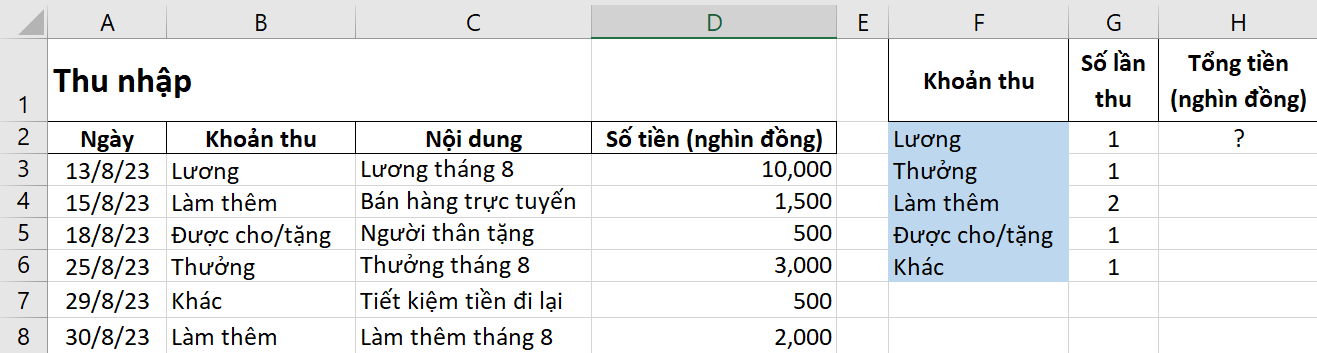 A B C D E F G H
1 Thu nhập Khoản thu Số lần thu Tổng tiền (nghìn đồng)
2 Ngày Khoản thu Nội dung Số tiền (nghìn đồng) Lương 1 ?
3 13/8/23 Lương Lương tháng 8 10,000 Thưởng 1
4 15/8/23 Làm thêm Bán hàng trực tuyến 1,500 Làm thêm 2
5 18/8/23 Được cho/tặng Người thân tặng 500 Được cho/tặng 1
6 25/8/23 Thưởng Thưởng tháng 8 3,000 Khác 1
7 29/8/23 Khác Tiết kiệm tiền đi lại 500
8 30/8/23 Làm thêm Làm thêm tháng 8 2,000